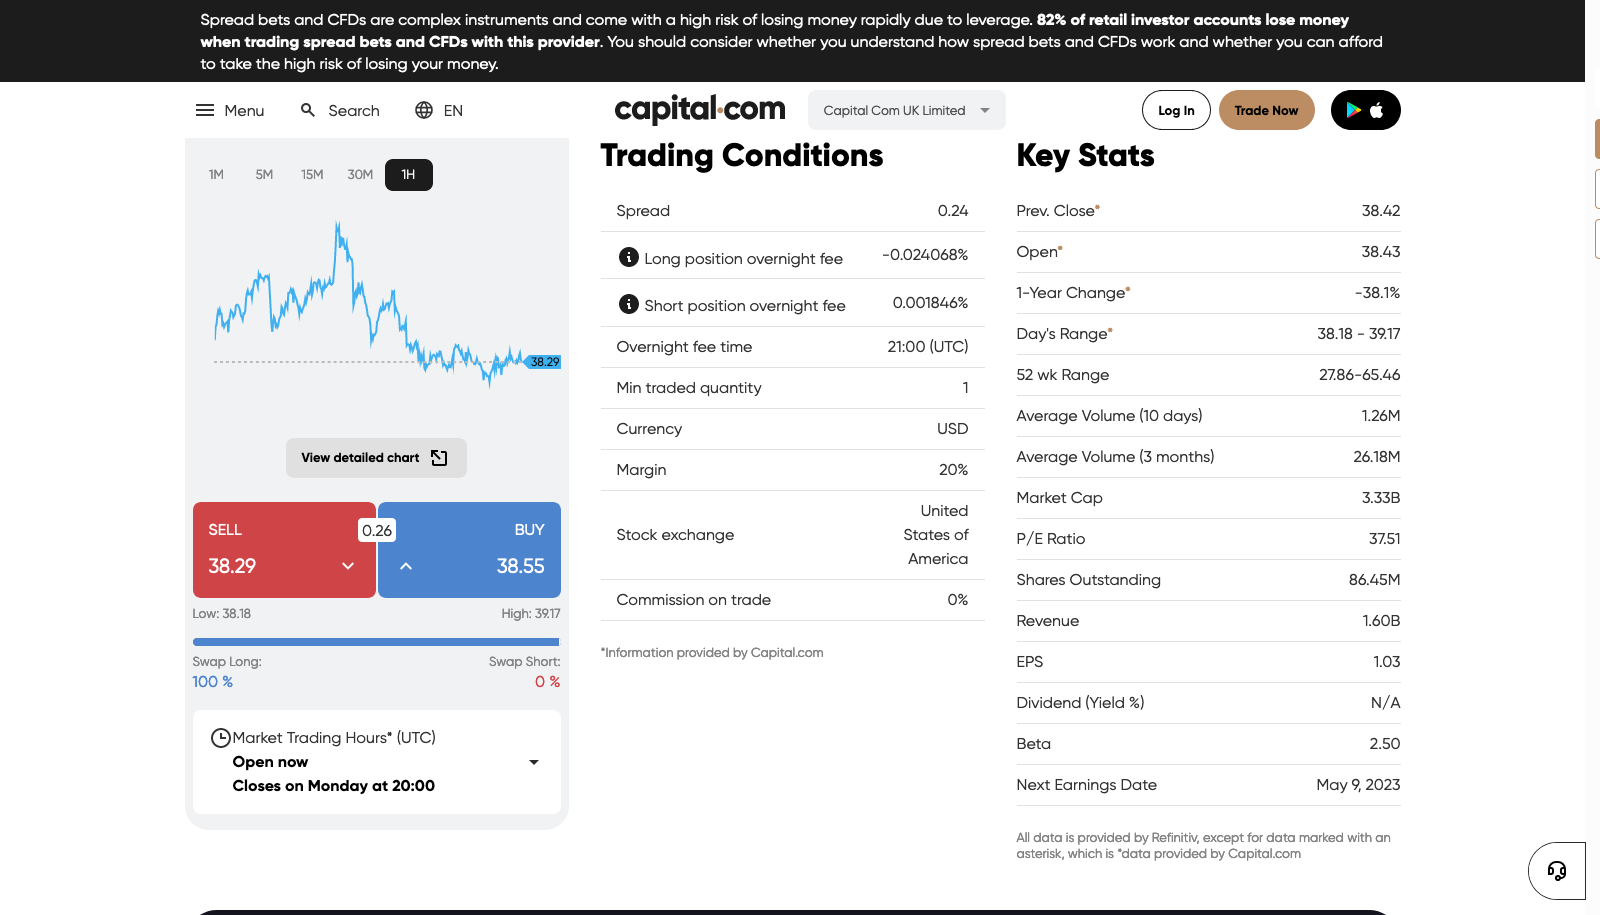 Spread bets and CFDs are complex instruments and come with a high risk of losing money rapidly due to leverage. 82% of retail investor accounts lose money
when trading spread bets and CFDs with this provider. You should consider whether you understand how spread bets and CFDs work and whether you can afford
to take the high risk of losing your money.
Menu Search EN capital.com Capital Com UK Limited Log In Trade Now
1M 5M 15M 30M 1H
38.29
View detailed chart
SELL 0.26 BUY
38.29 38.55
Low: 38.18 High: 39.17
Swap Long: Swap Short:
100 % 0 %
Market Trading Hours* (UTC)
Open now
Closes on Monday at 20:00
Trading Conditions
Spread 0.24
Long position overnight fee -0.024068%
Short position overnight fee 0.001846%
Overnight fee time 21:00 (UTC)
Min traded quantity 1
Currency USD
Margin 20%
Stock exchange United
States of
America
Commission on trade 0%
*Information provided by Capital.com
Key Stats
Prev. Close* 38.42
Open* 38.43
1-Year Change* -38.1%
Day's Range* 38.18 - 39.17
52 wk Range 27.86-65.46
Average Volume (10 days) 1.26M
Average Volume (3 months) 26.18M
Market Cap 3.33B
P/E Ratio 37.51
Shares Outstanding 86.45M
Revenue 1.60B
EPS 1.03
Dividend (Yield %) N/A
Beta 2.50
Next Earnings Date May 9, 2023
All data is provided by Refinitiv, except for data marked with an
asterisk, which is *data provided by Capital.com